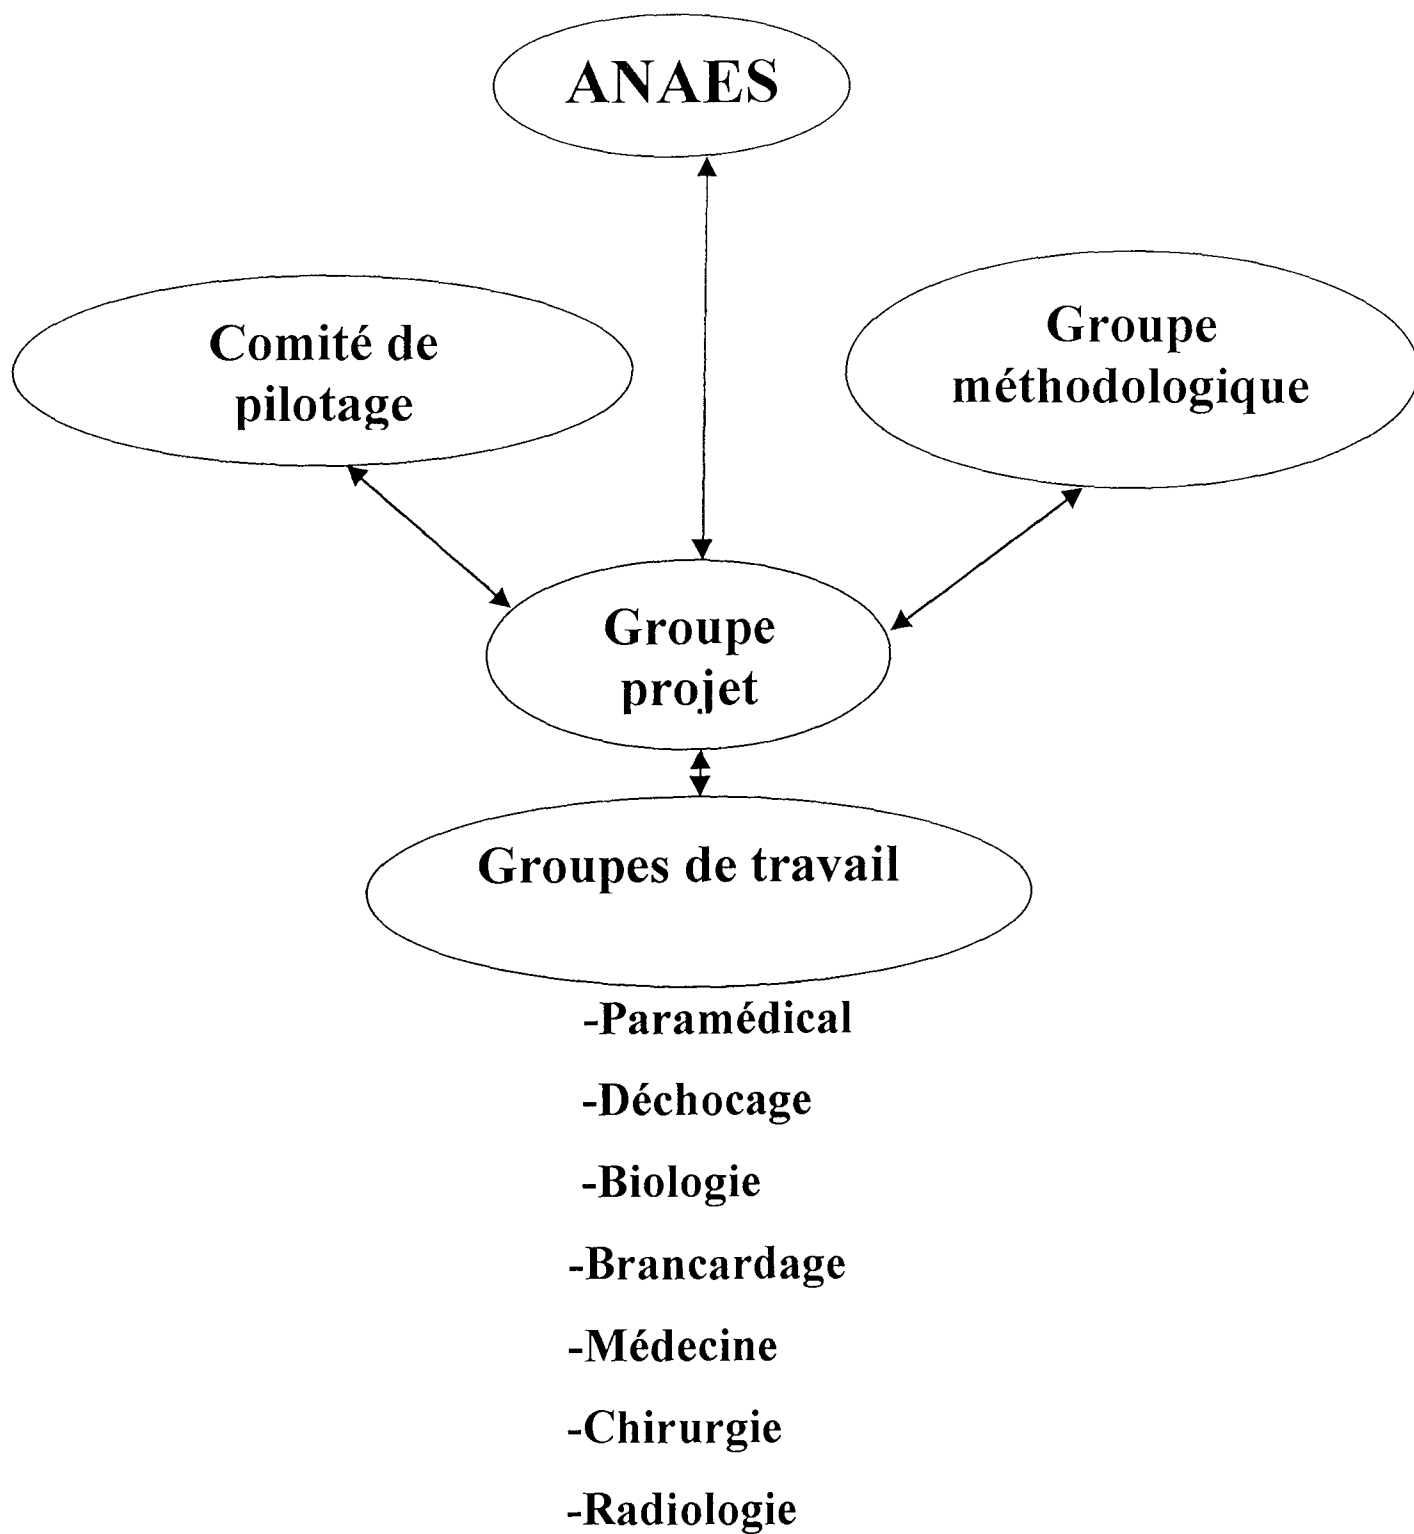 ANAES
Comité de
pilotage
Groupe
méthodologique
Groupe
projet
Groupes de travail
-Paramédical
-Déchocage
-Biologie
-Brancardage
-Médecine
-Chirurgie
-Radiologie